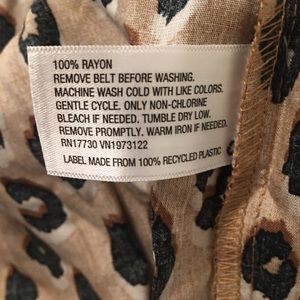 100% RAYON
REMOVE BELT BEFORE WASHING.
MACHINE WASH COLD WITH LIKE COLORS.
GENTLE CYCLE. ONLY NON-CHLORINE
BLEACH IF NEEDED. TUMBLE DRY LOW.
REMOVE PROMPTLY. WARM IRON IF NEEDED.
RN17730 VN1973122
LABEL MADE FROM 100% RECYCLED PLASTIC